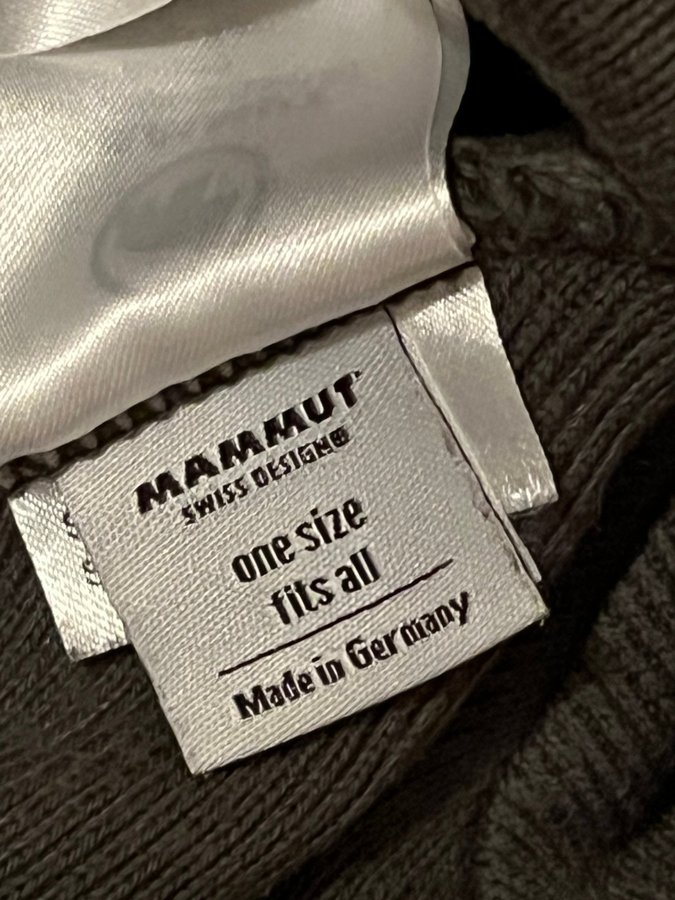 MAMMUT
SWISS DESIGN
one size
fits all
Made in Germany